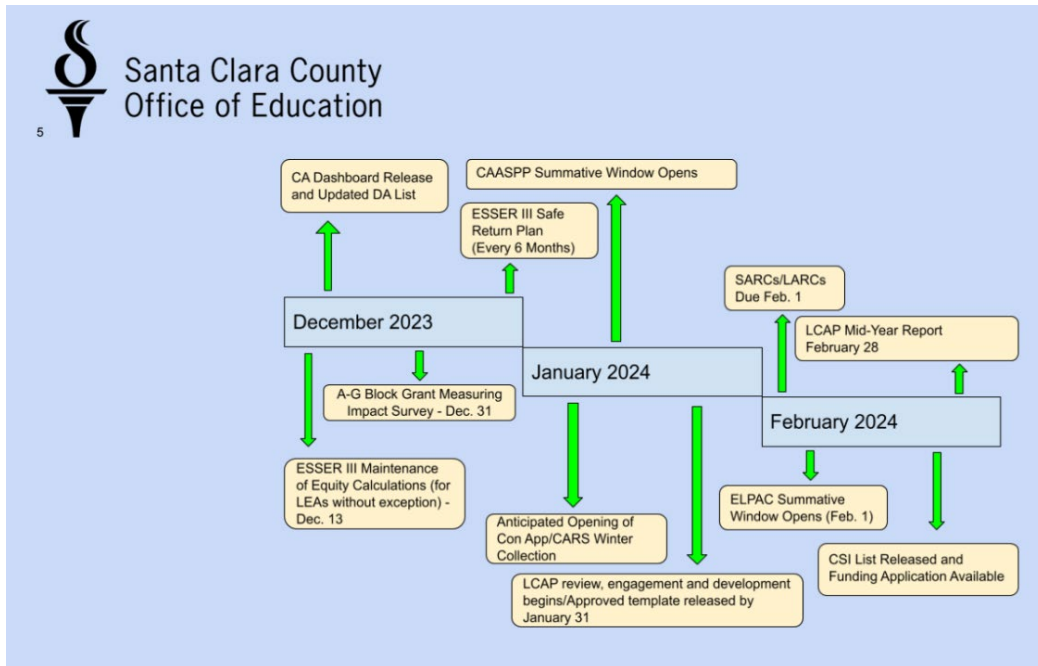 Santa Clara County
Office of Education
5
CA Dashboard Release
and Updated DA List
CAASPP Summative Window Opens
ESSER III Safe
Return Plan
(Every 6 Months)
SARCs/LARCs
Due Feb. 1
LCAP Mid-Year Report
February 28
December 2023
January 2024
February 2024
A-G Block Grant Measuring
Impact Survey - Dec. 31
ESSER III Maintenance
of Equity Calculations (for
LEAs without exception) -
Dec. 13
Anticipated Opening of
Con App/CARS Winter
Collection
LCAP review, engagement and development
begins/Approved template released by
January 31
ELPAC Summative
Window Opens (Feb. 1)
CSI List Released and
Funding Application Available